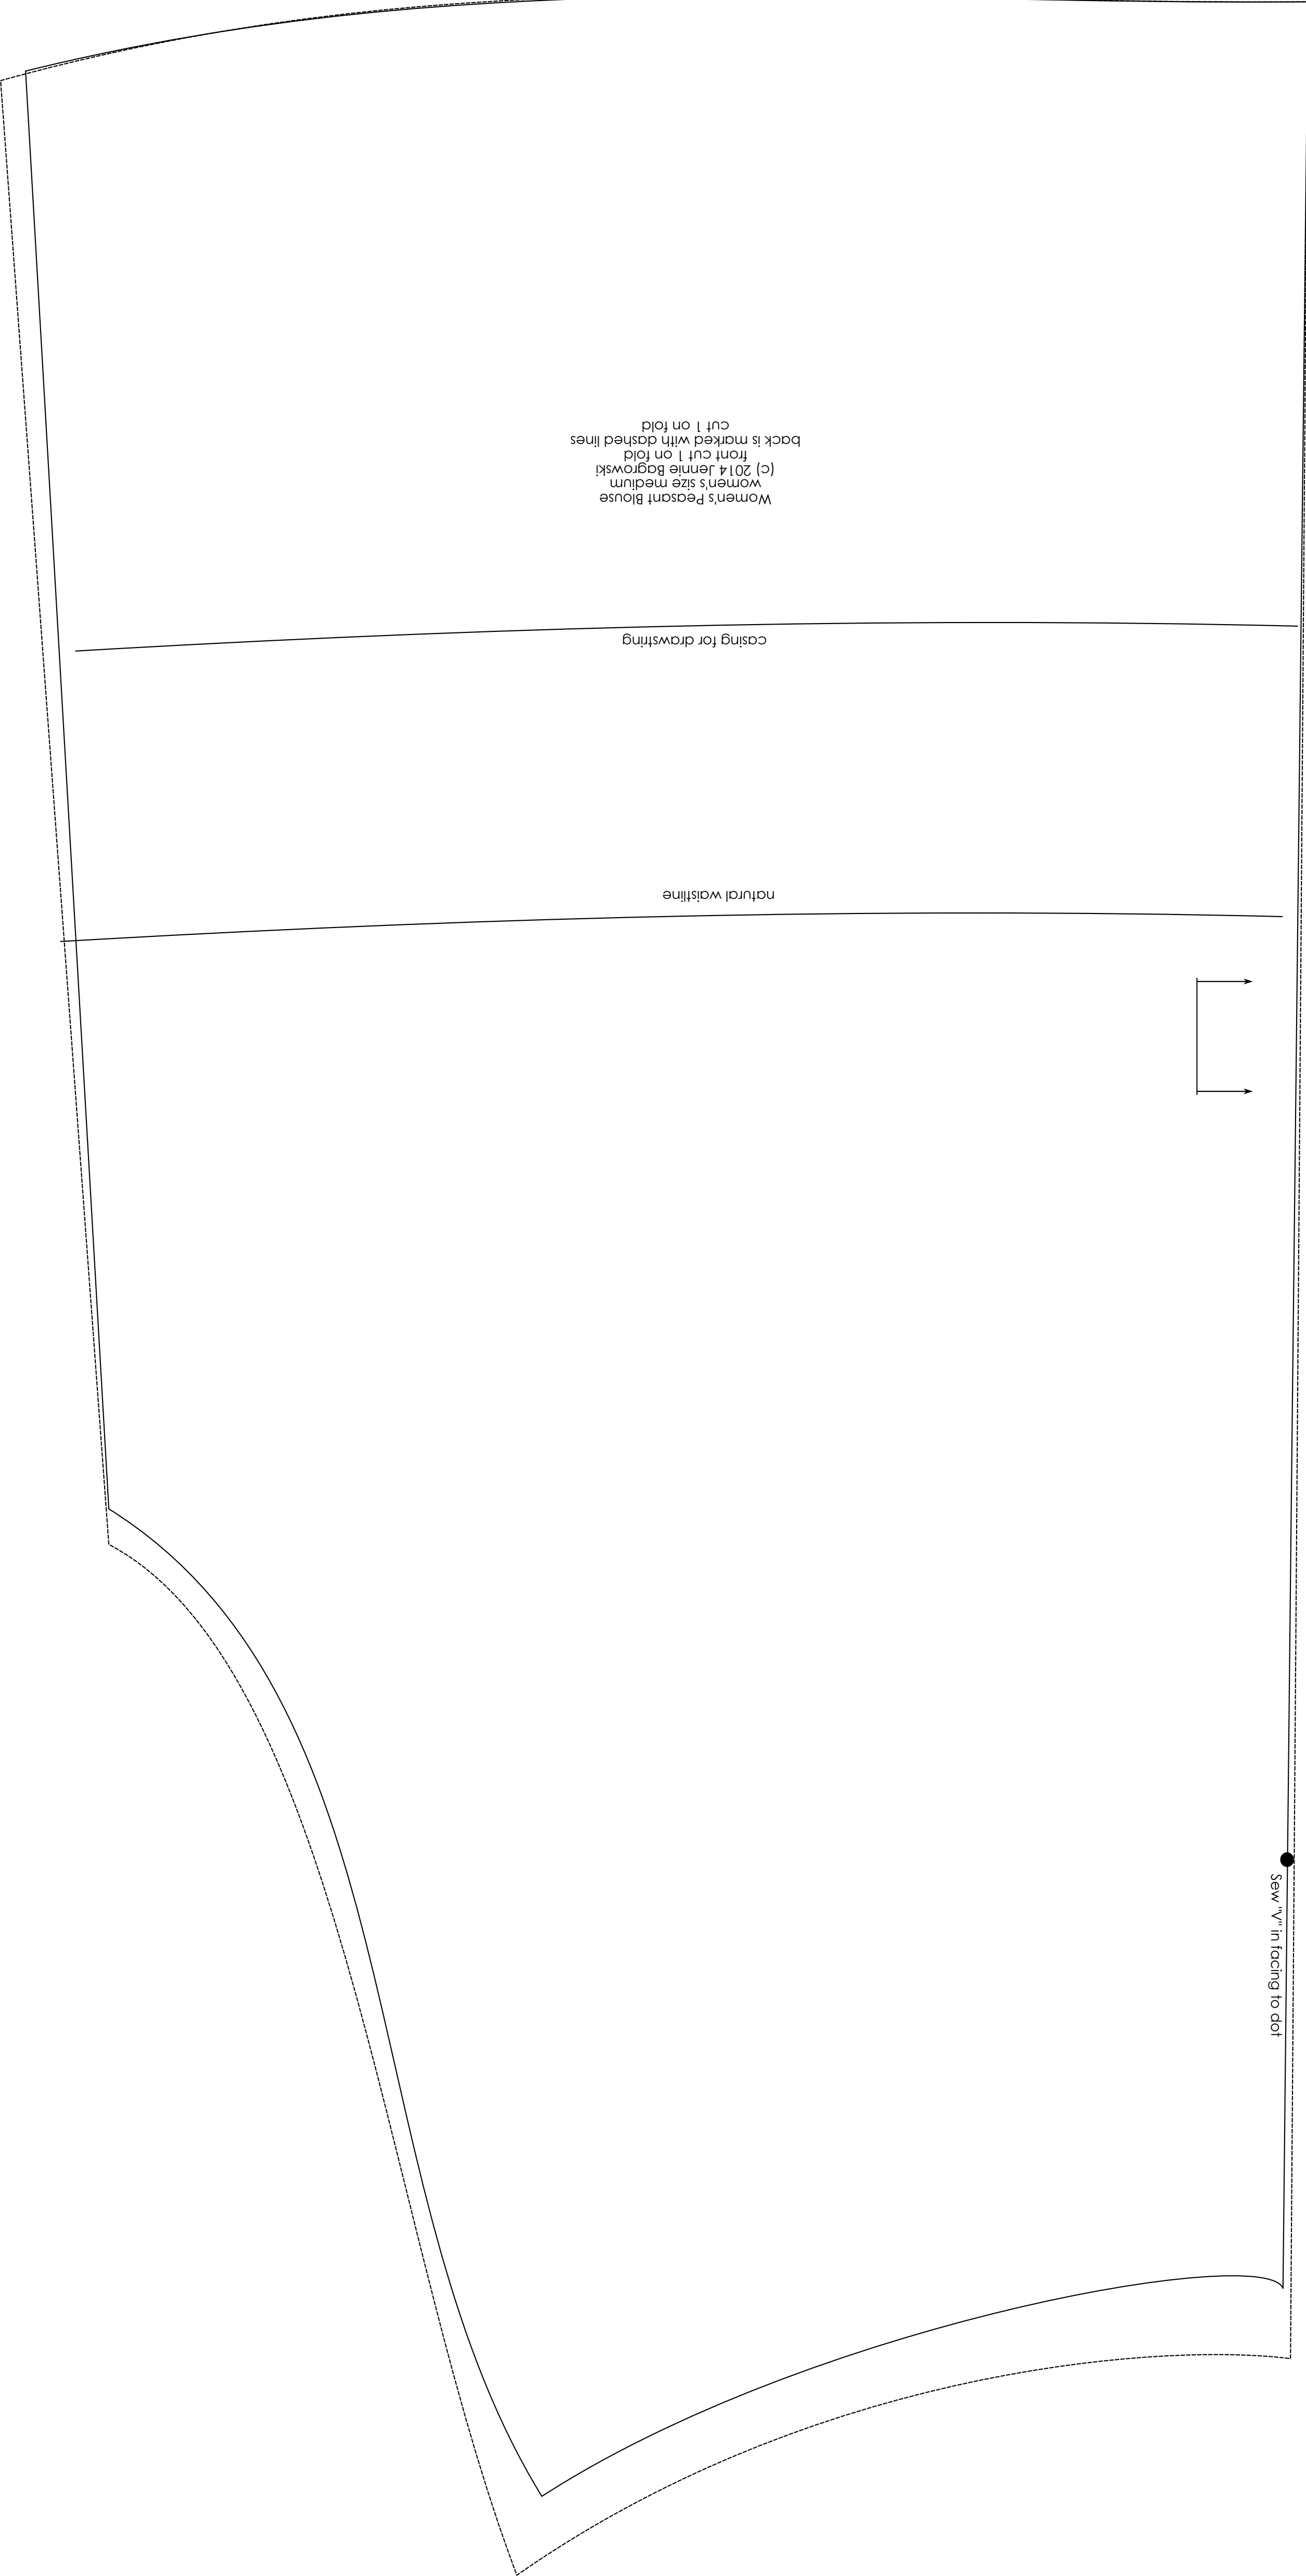 Women's Peasant Blouse
women's size medium
(c) 2014 Jennie Bagrowski
front cut 1 on fold
back is marked with dashed lines
cut 1 on fold
casing for drawstring
natural waistline
Sew "V" in facing to dot